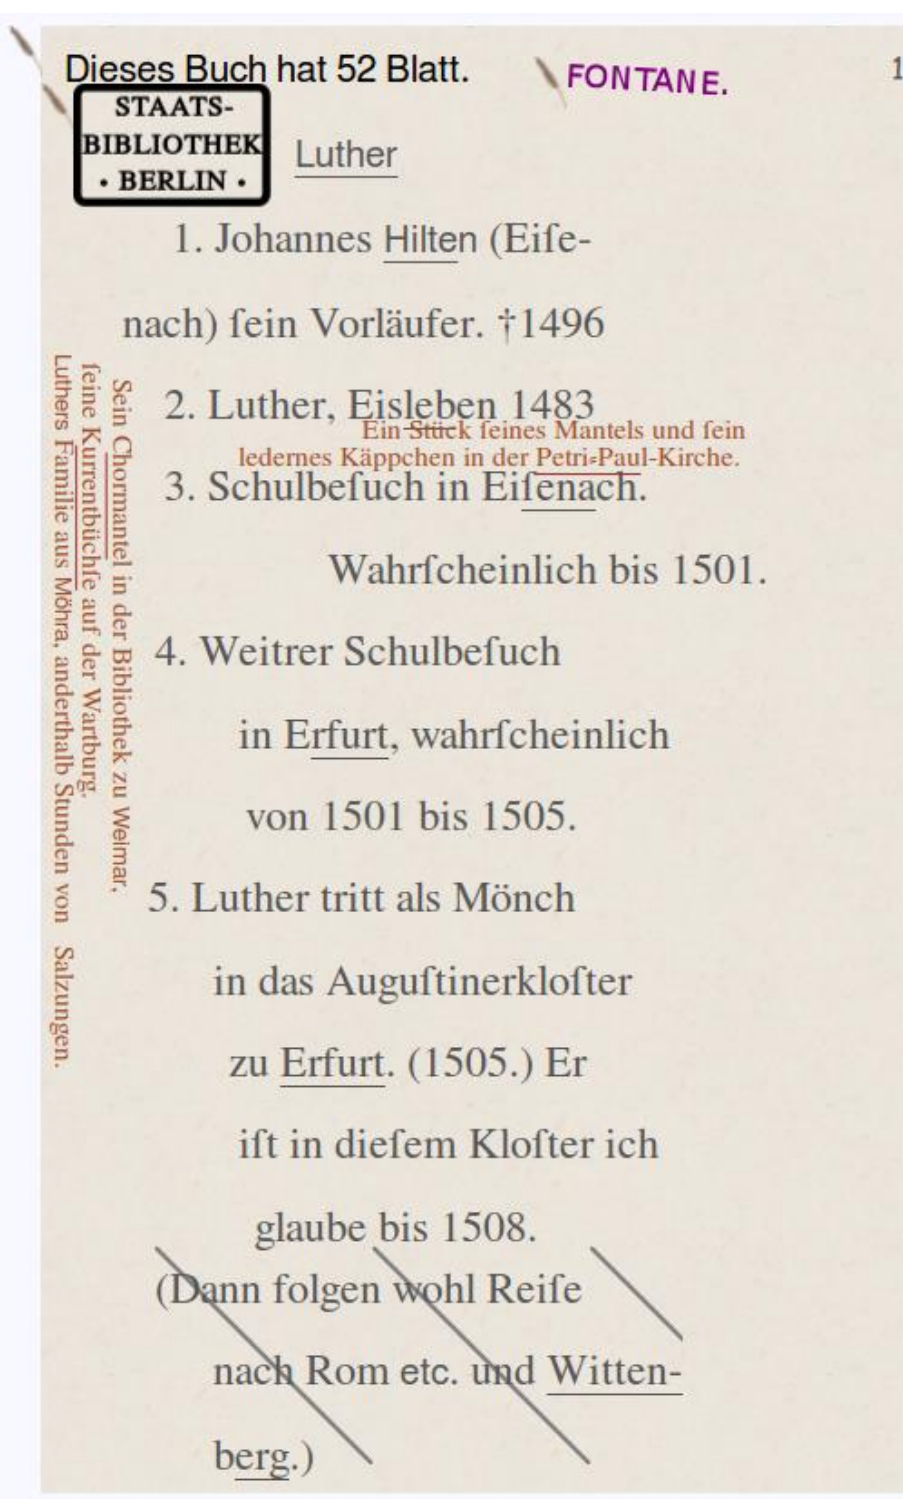 Dieses Buch hat 52 Blatt.
FONTANE.
1
STAATS-
BIBLIOTHEK
• BERLIN •
Luther
1. Johannes Hilten (Eiſe-
nach) ſein Vorläufer. †1496
2. Luther, Eisleben 1483
Ein Stück ſeines Mantels und ſein
ledernes Käppchen in der Petri-Paul-Kirche.
3. Schulbeſuch in Eiſenach.
Wahrſcheinlich bis 1501.
4. Weitrer Schulbeſuch
in Erfurt, wahrſcheinlich
von 1501 bis 1505.
5. Luther tritt als Mönch
in das Auguſtinerkloſter
zu Erfurt. (1505.) Er
iſt in dieſem Kloſter ich
glaube bis 1508.
(Dann folgen wohl Reiſe
nach Rom etc. und Witten-
berg.)
Sein Chormantel in der Bibliothek zu Weimar,
ſeine Kurrentbüchſe auf der Wartburg.
Luthers Familie aus Möhra, anderthalb Stunden von Salzungen.